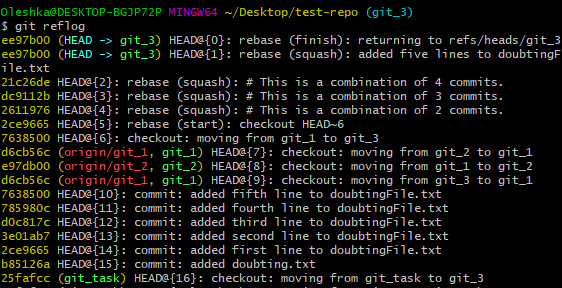 Oleshka@DESKTOP-BGJP72P MINGW64 ~/Desktop/test-repo (git_3)
$ git reflog
ee97b00 (HEAD -> git_3) HEAD@{0}: rebase (finish): returning to refs/heads/git_3
ee97b00 (HEAD -> git_3) HEAD@{1}: rebase (squash): added five lines to doubtingF
ile.txt
21c26de HEAD@{2}: rebase (squash): # This is a combination of 4 commits.
dc9112b HEAD@{3}: rebase (squash): # This is a combination of 3 commits.
2611976 HEAD@{4}: rebase (squash): # This is a combination of 2 commits.
2ce9665 HEAD@{5}: rebase (start): checkout HEAD~6
7638500 HEAD@{6}: checkout: moving from git_1 to git_3
d6cb56c (origin/git_1, git_1) HEAD@{7}: checkout: moving from git_2 to git_1
e97db00 (origin/git_2, git_2) HEAD@{8}: checkout: moving from git_1 to git_2
d6cb56c (origin/git_1, git_1) HEAD@{9}: checkout: moving from git_3 to git_1
7638500 HEAD@{10}: commit: added fifth line to doubtingFile.txt
785980c HEAD@{11}: commit: added fourth line to doubtingFile.txt
d0c817c HEAD@{12}: commit: added third line to doubtingFile.txt
3e01ab7 HEAD@{13}: commit: added second line to doubtingFile.txt
2ce9665 HEAD@{14}: commit: added first line to doubtingFile.txt
b85126a HEAD@{15}: commit: added doubting.txt
25fafcc (git_task) HEAD@{16}: checkout: moving from git_task to git_3